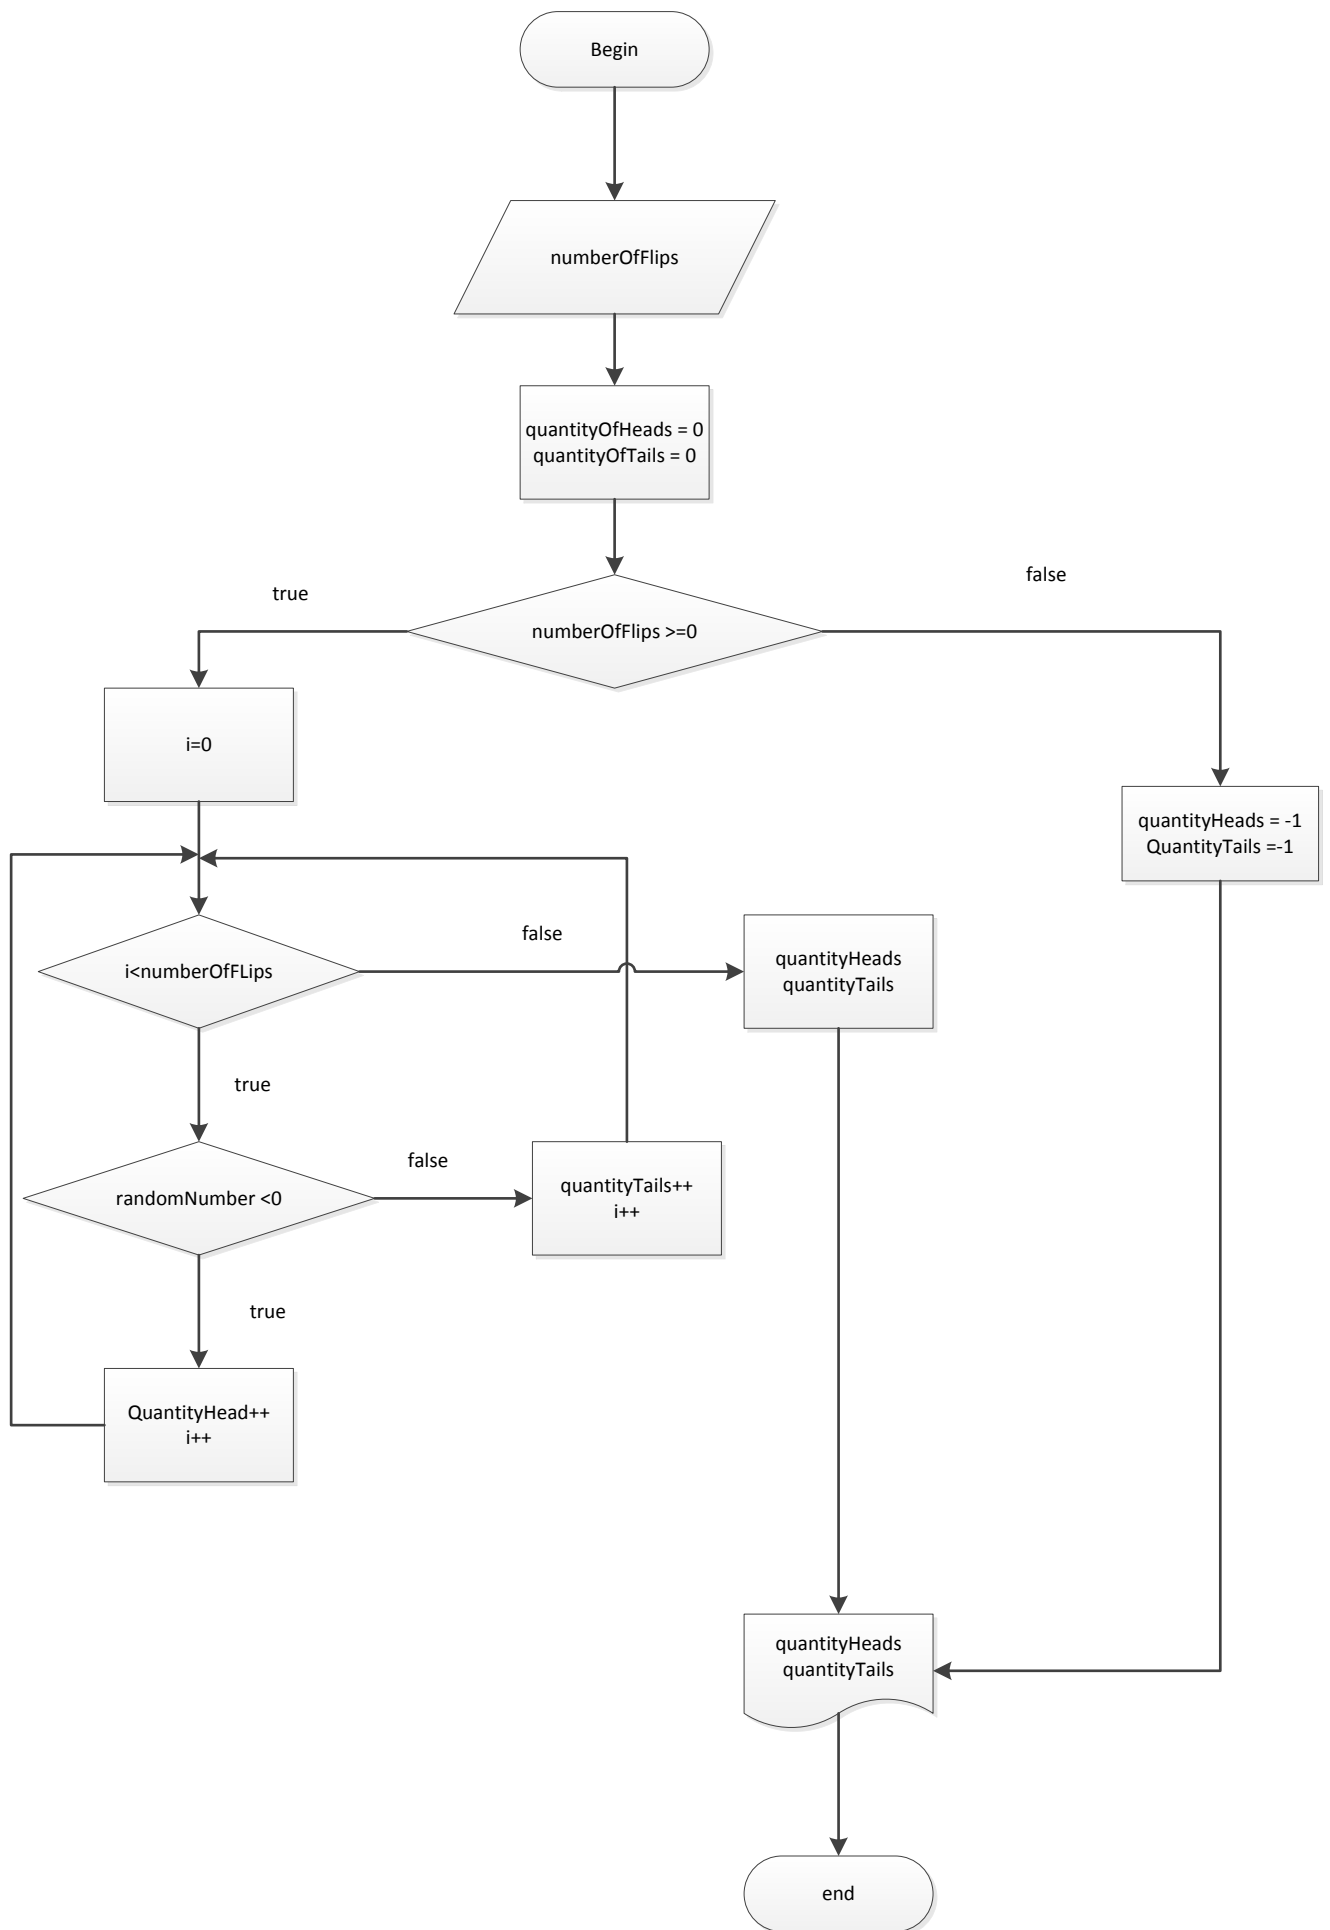 Begin
numberOfFlips
quantityOfHeads = 0
quantityOfTails = 0
numberOfFlips >=0
true
false
i=0
quantityHeads = -1
QuantityTails =-1
i<numberOfFLips
false
quantityHeads
quantityTails
true
randomNumber <0
false
quantityTails++
i++
true
QuantityHead++
i++
quantityHeads
quantityTails
end